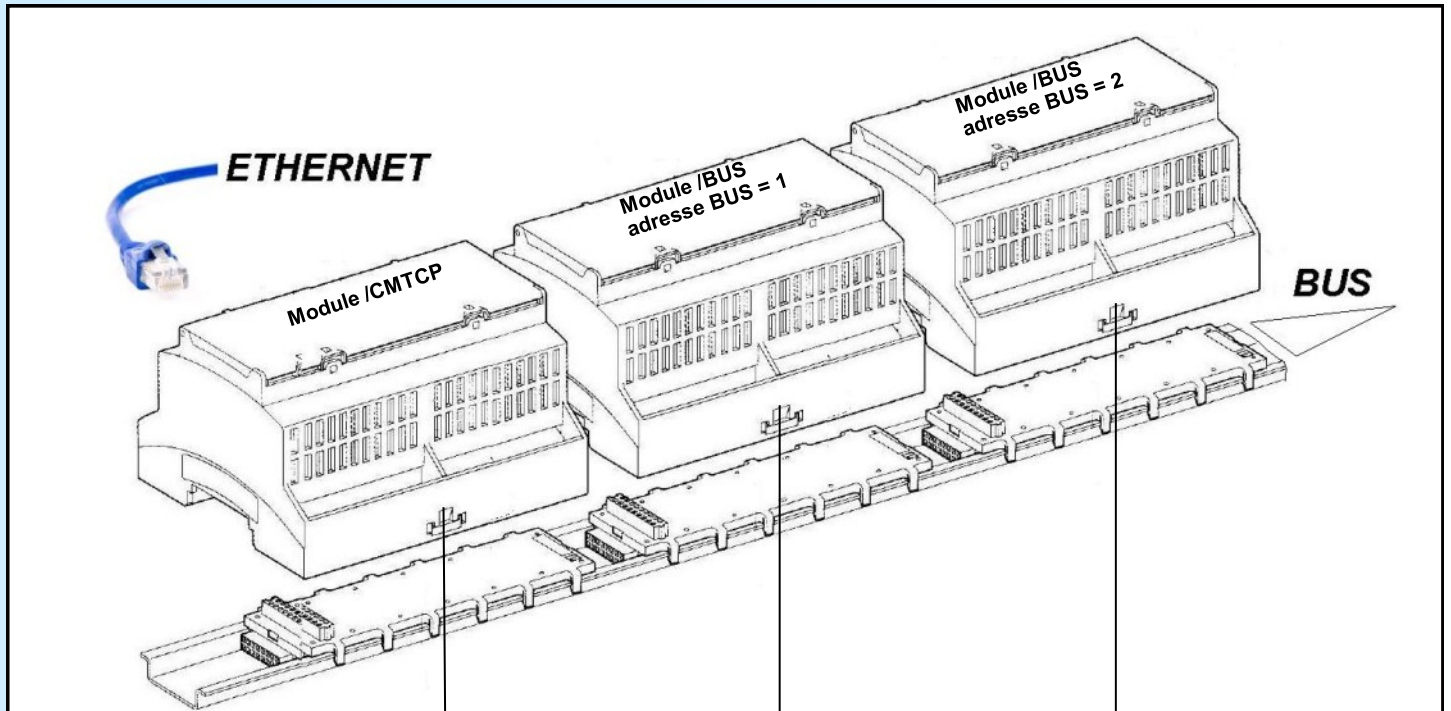 ETHERNET
Module /CMTCP
Module /BUS
adresse BUS = 1
Module /BUS
adresse BUS = 2
BUS